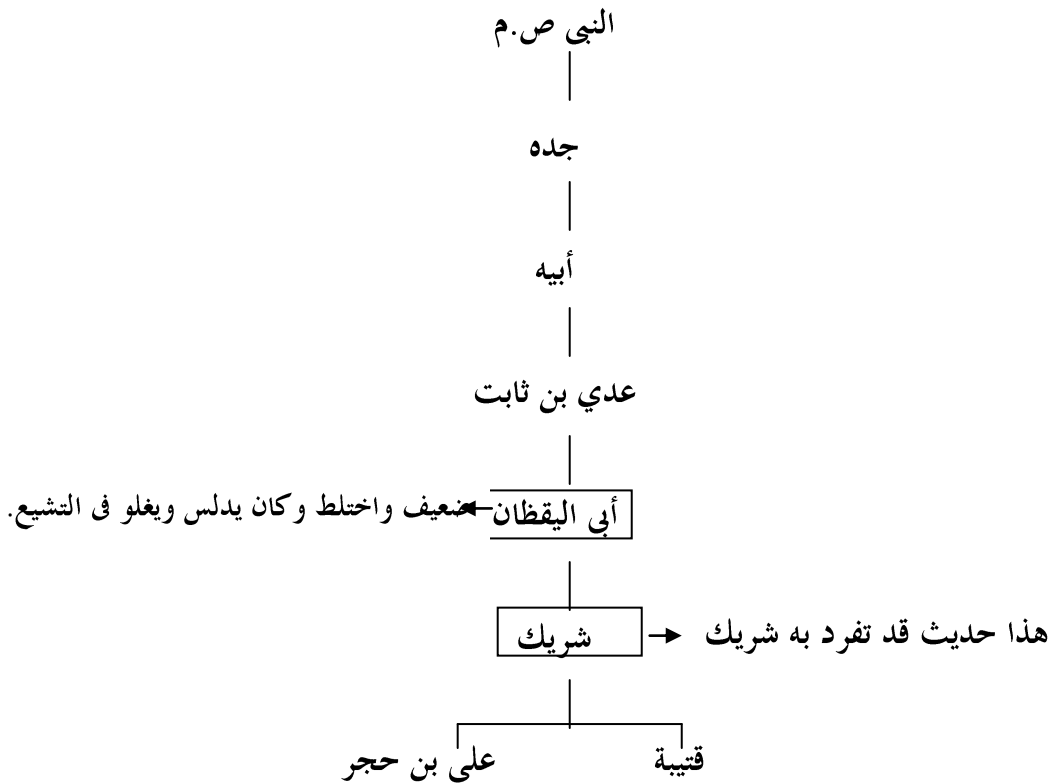 النبى ص.م
جده
أبيه
عدي بن ثابت
أبى اليقظان
ضعيف واختلط وكان يدلس ويغلو فى التشيع.
شريك
هذا حديث قد تفرد به شريك
قتيبة
على بن حجر